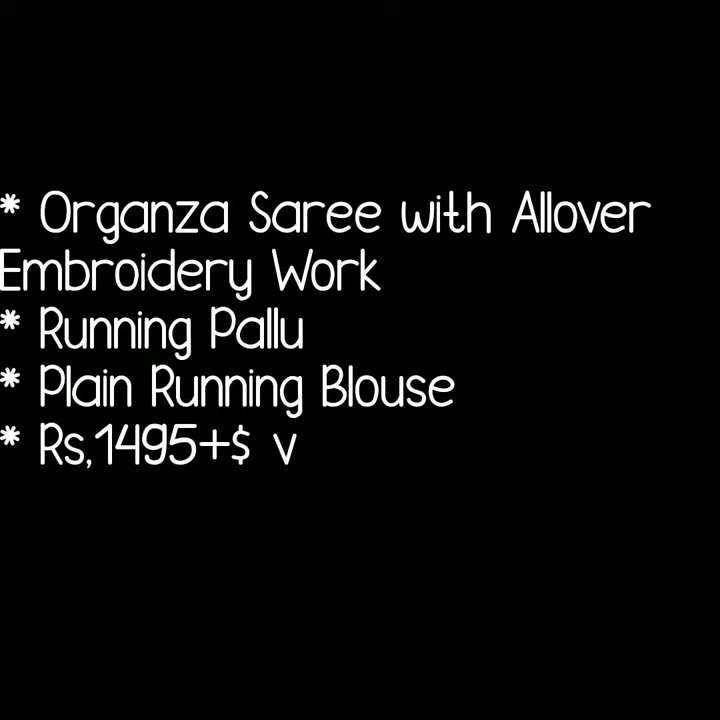 * Organza Saree with Allover
Embroidery Work
* Running Pallu
* Plain Running Blouse
* Rs,1495+$ v